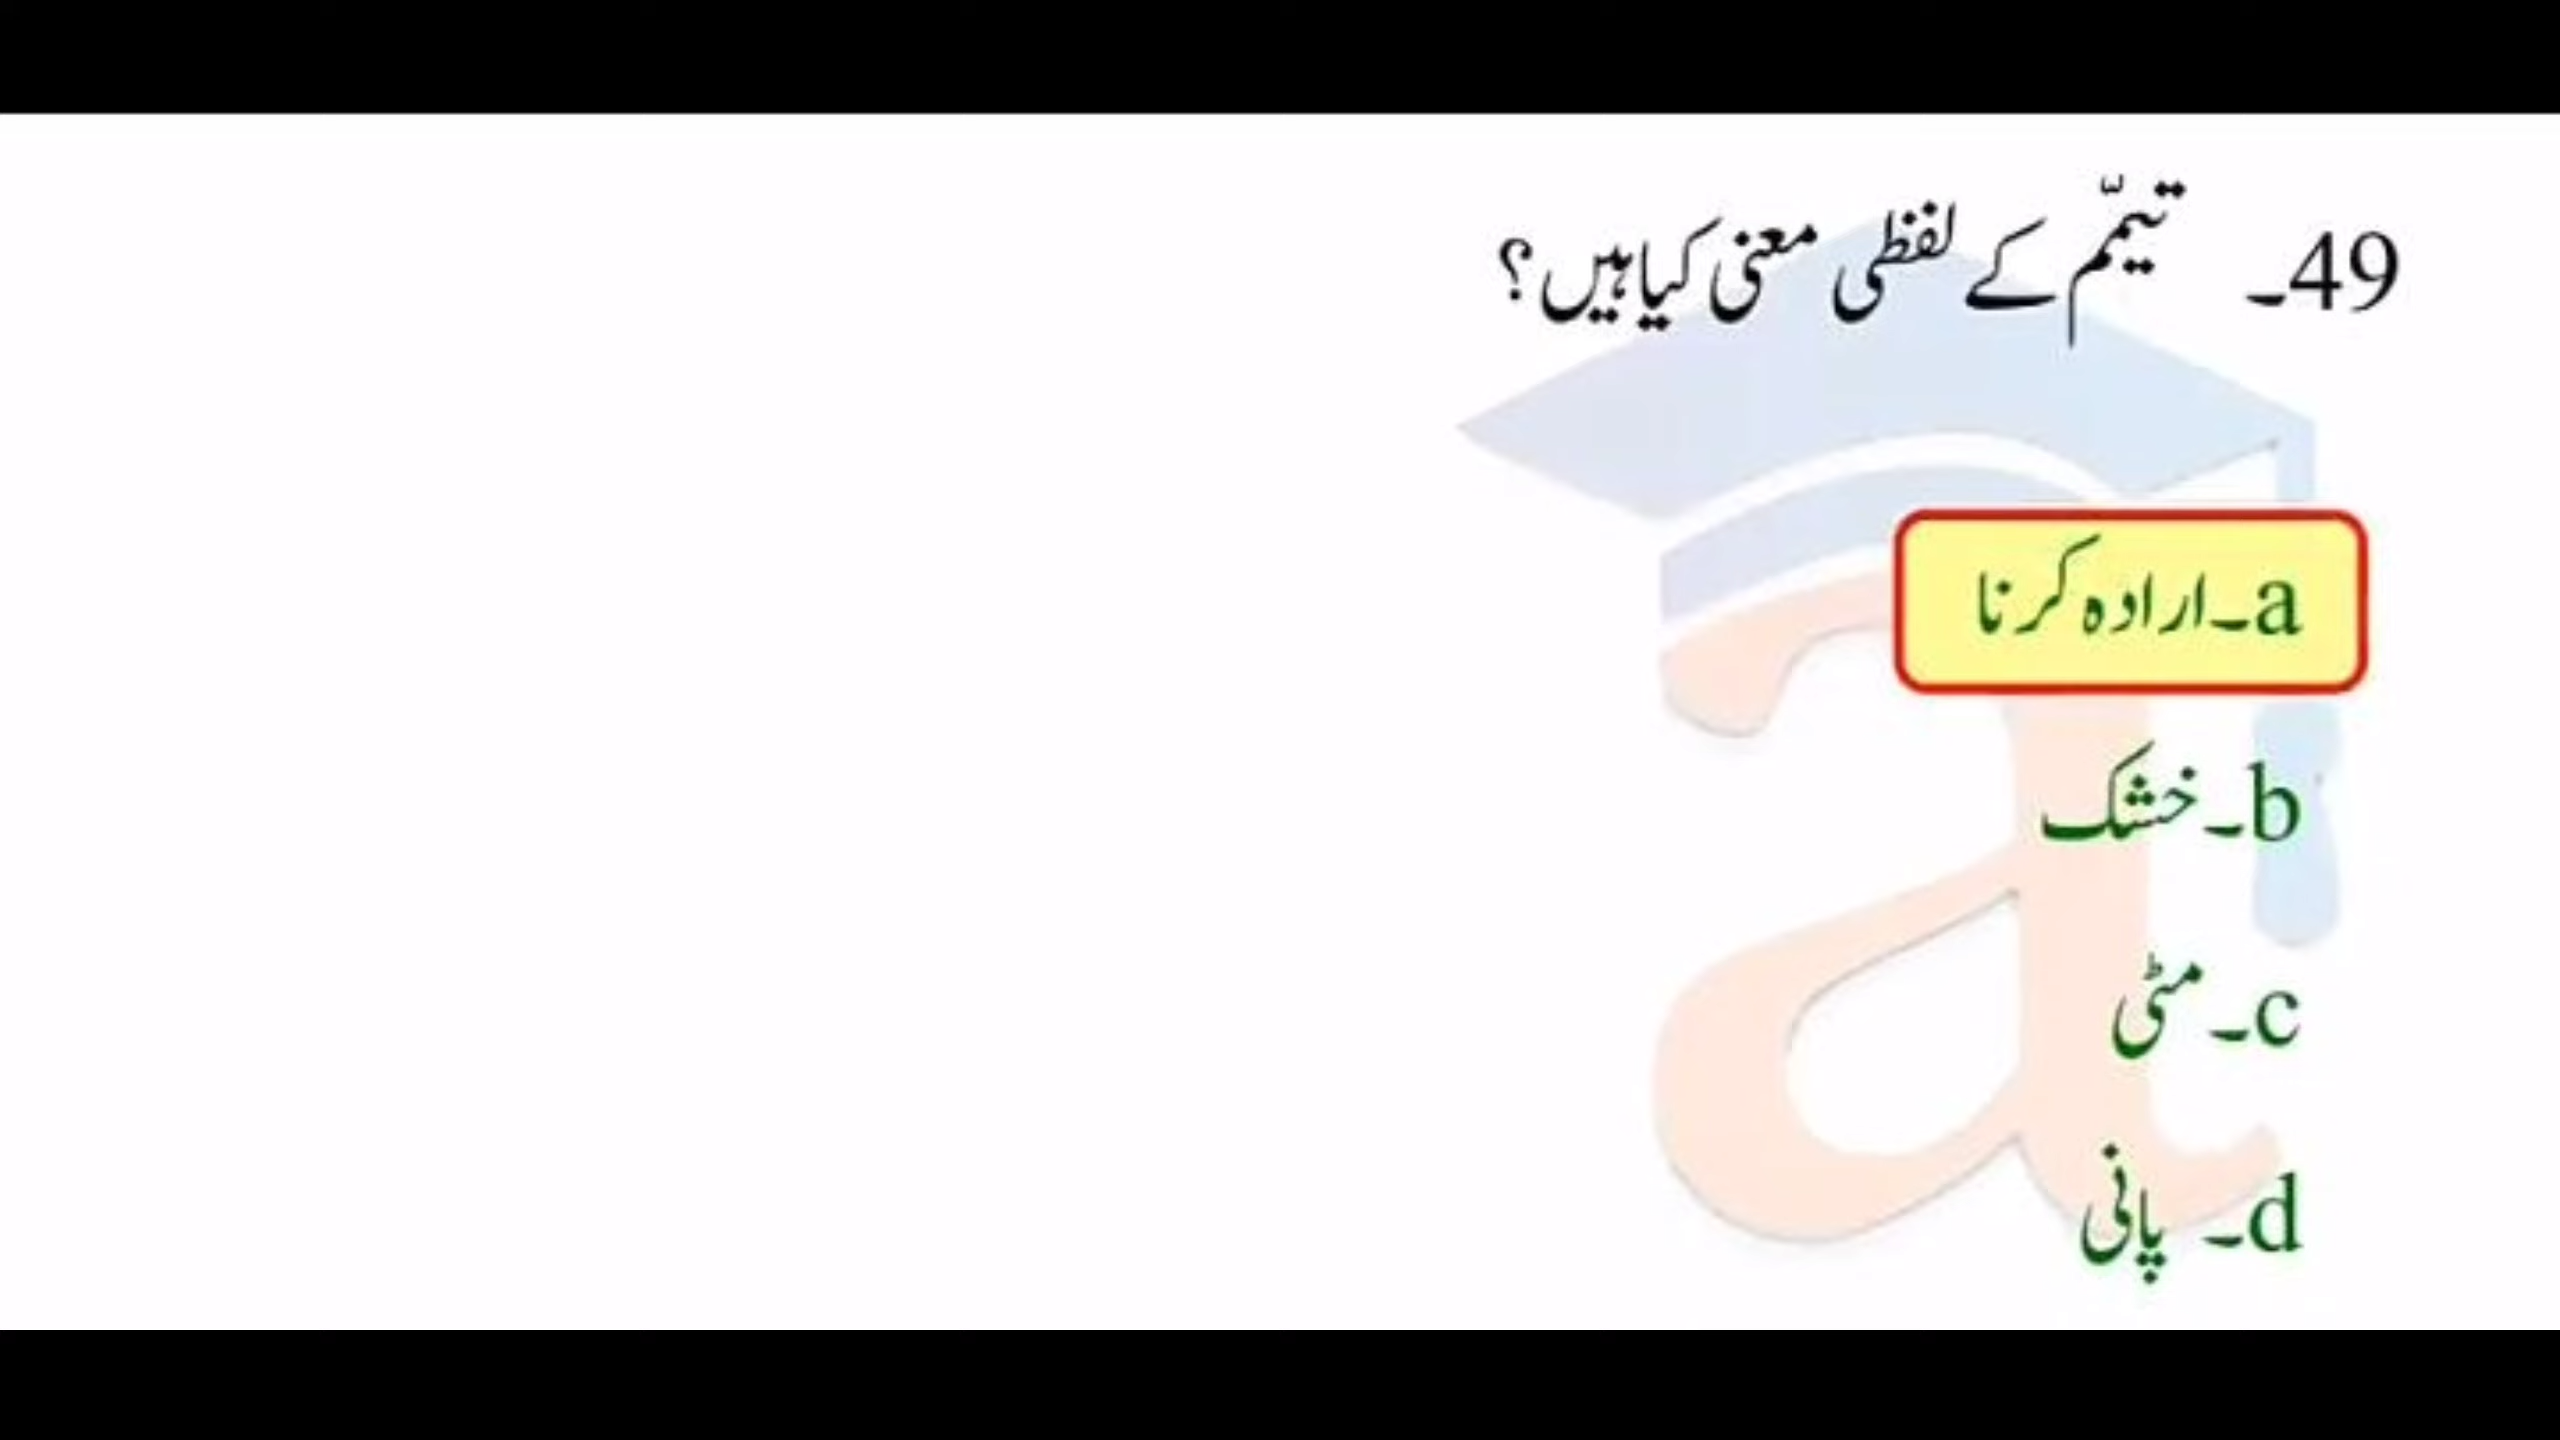 49۔ تیمّم کے لفظی معنی کیا ہیں؟
a۔ارادہ کرنا
b۔خشک
c۔مٹی
d۔ پانی